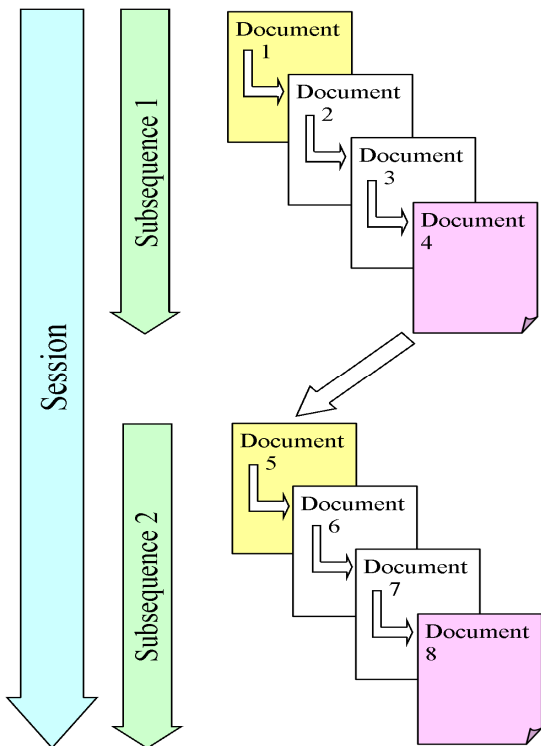 Session
Subsequence 1
Document
1
Document
2
Document
3
Document
4
Subsequence 2
Document
5
Document
6
Document
7
Document
8